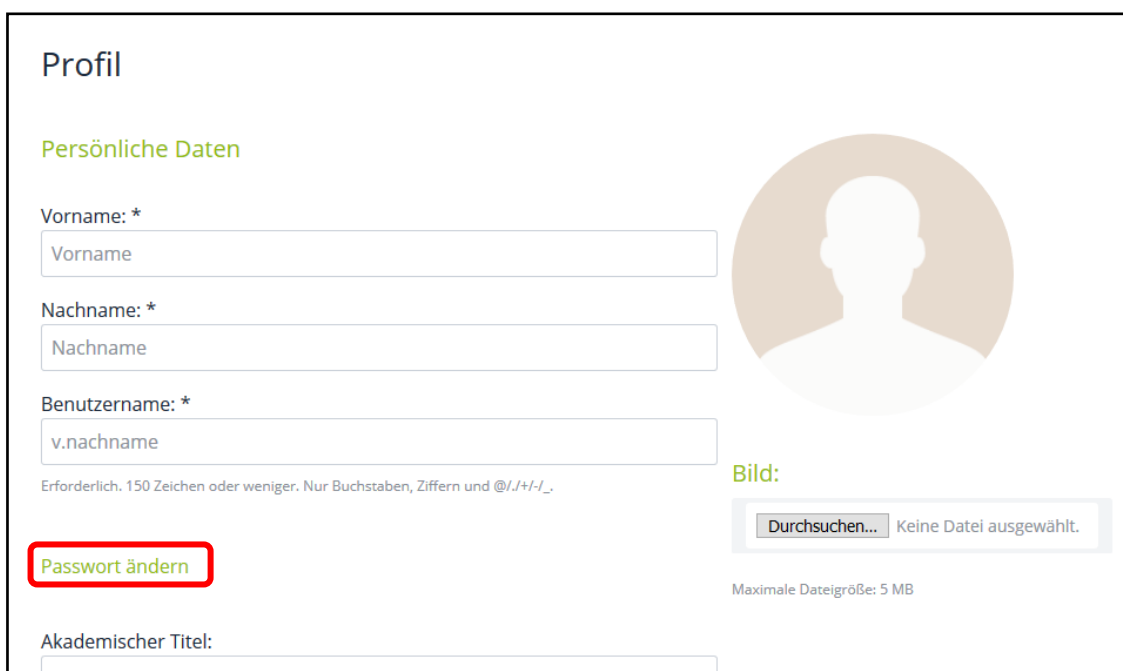 Profil
Persönliche Daten
Vorname: *
Vorname
Nachname: *
Nachname
Benutzername: *
v.nachname
Erforderlich. 150 Zeichen oder weniger. Nur Buchstaben, Ziffern und @/./+/-/_.
Passwort ändern
Akademischer Titel:
Bild:
Durchsuchen... Keine Datei ausgewählt.
Maximale Dateigröße: 5 MB